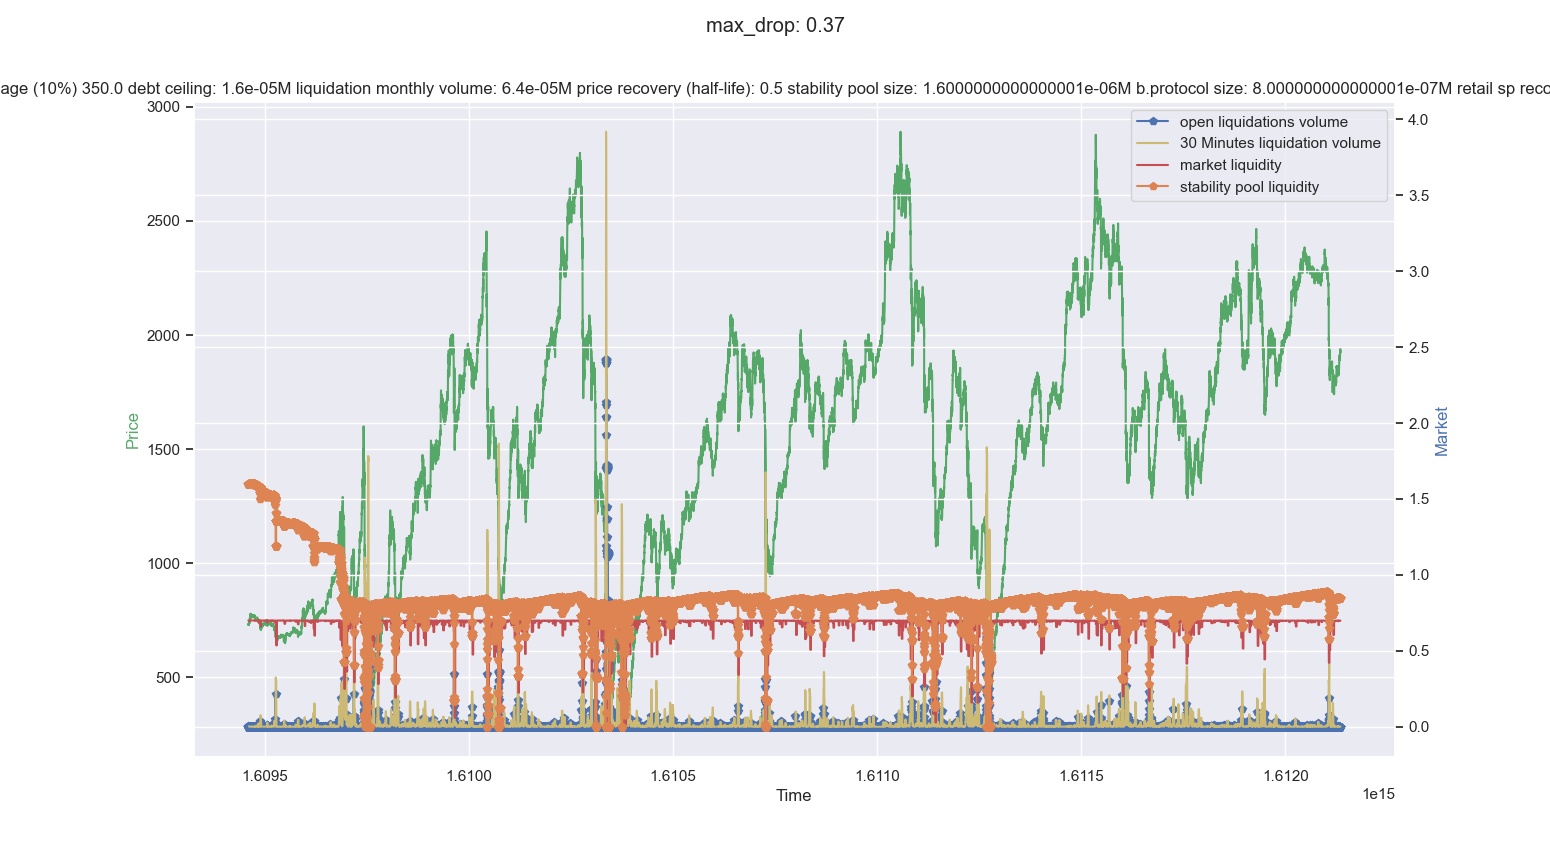 max_drop: 0.37
age (10%) 350.0 debt ceiling: 1.6e-05M liquidation monthly volume: 6.4e-05M price recovery (half-life): 0.5 stability pool size: 1.6000000000000001e-06M b.protocol size: 8.000000000000001e-07M retail sp reco
3000
2500
2000
1500
1000
500
Price
4.0
3.5
3.0
2.5
2.0
1.5
1.0
0.5
0.0
Market
open liquidations volume
30 Minutes liquidation volume
market liquidity
stability pool liquidity
1.6095
1.6100
1.6105
1.6110
1.6115
1.6120
1e15
Time